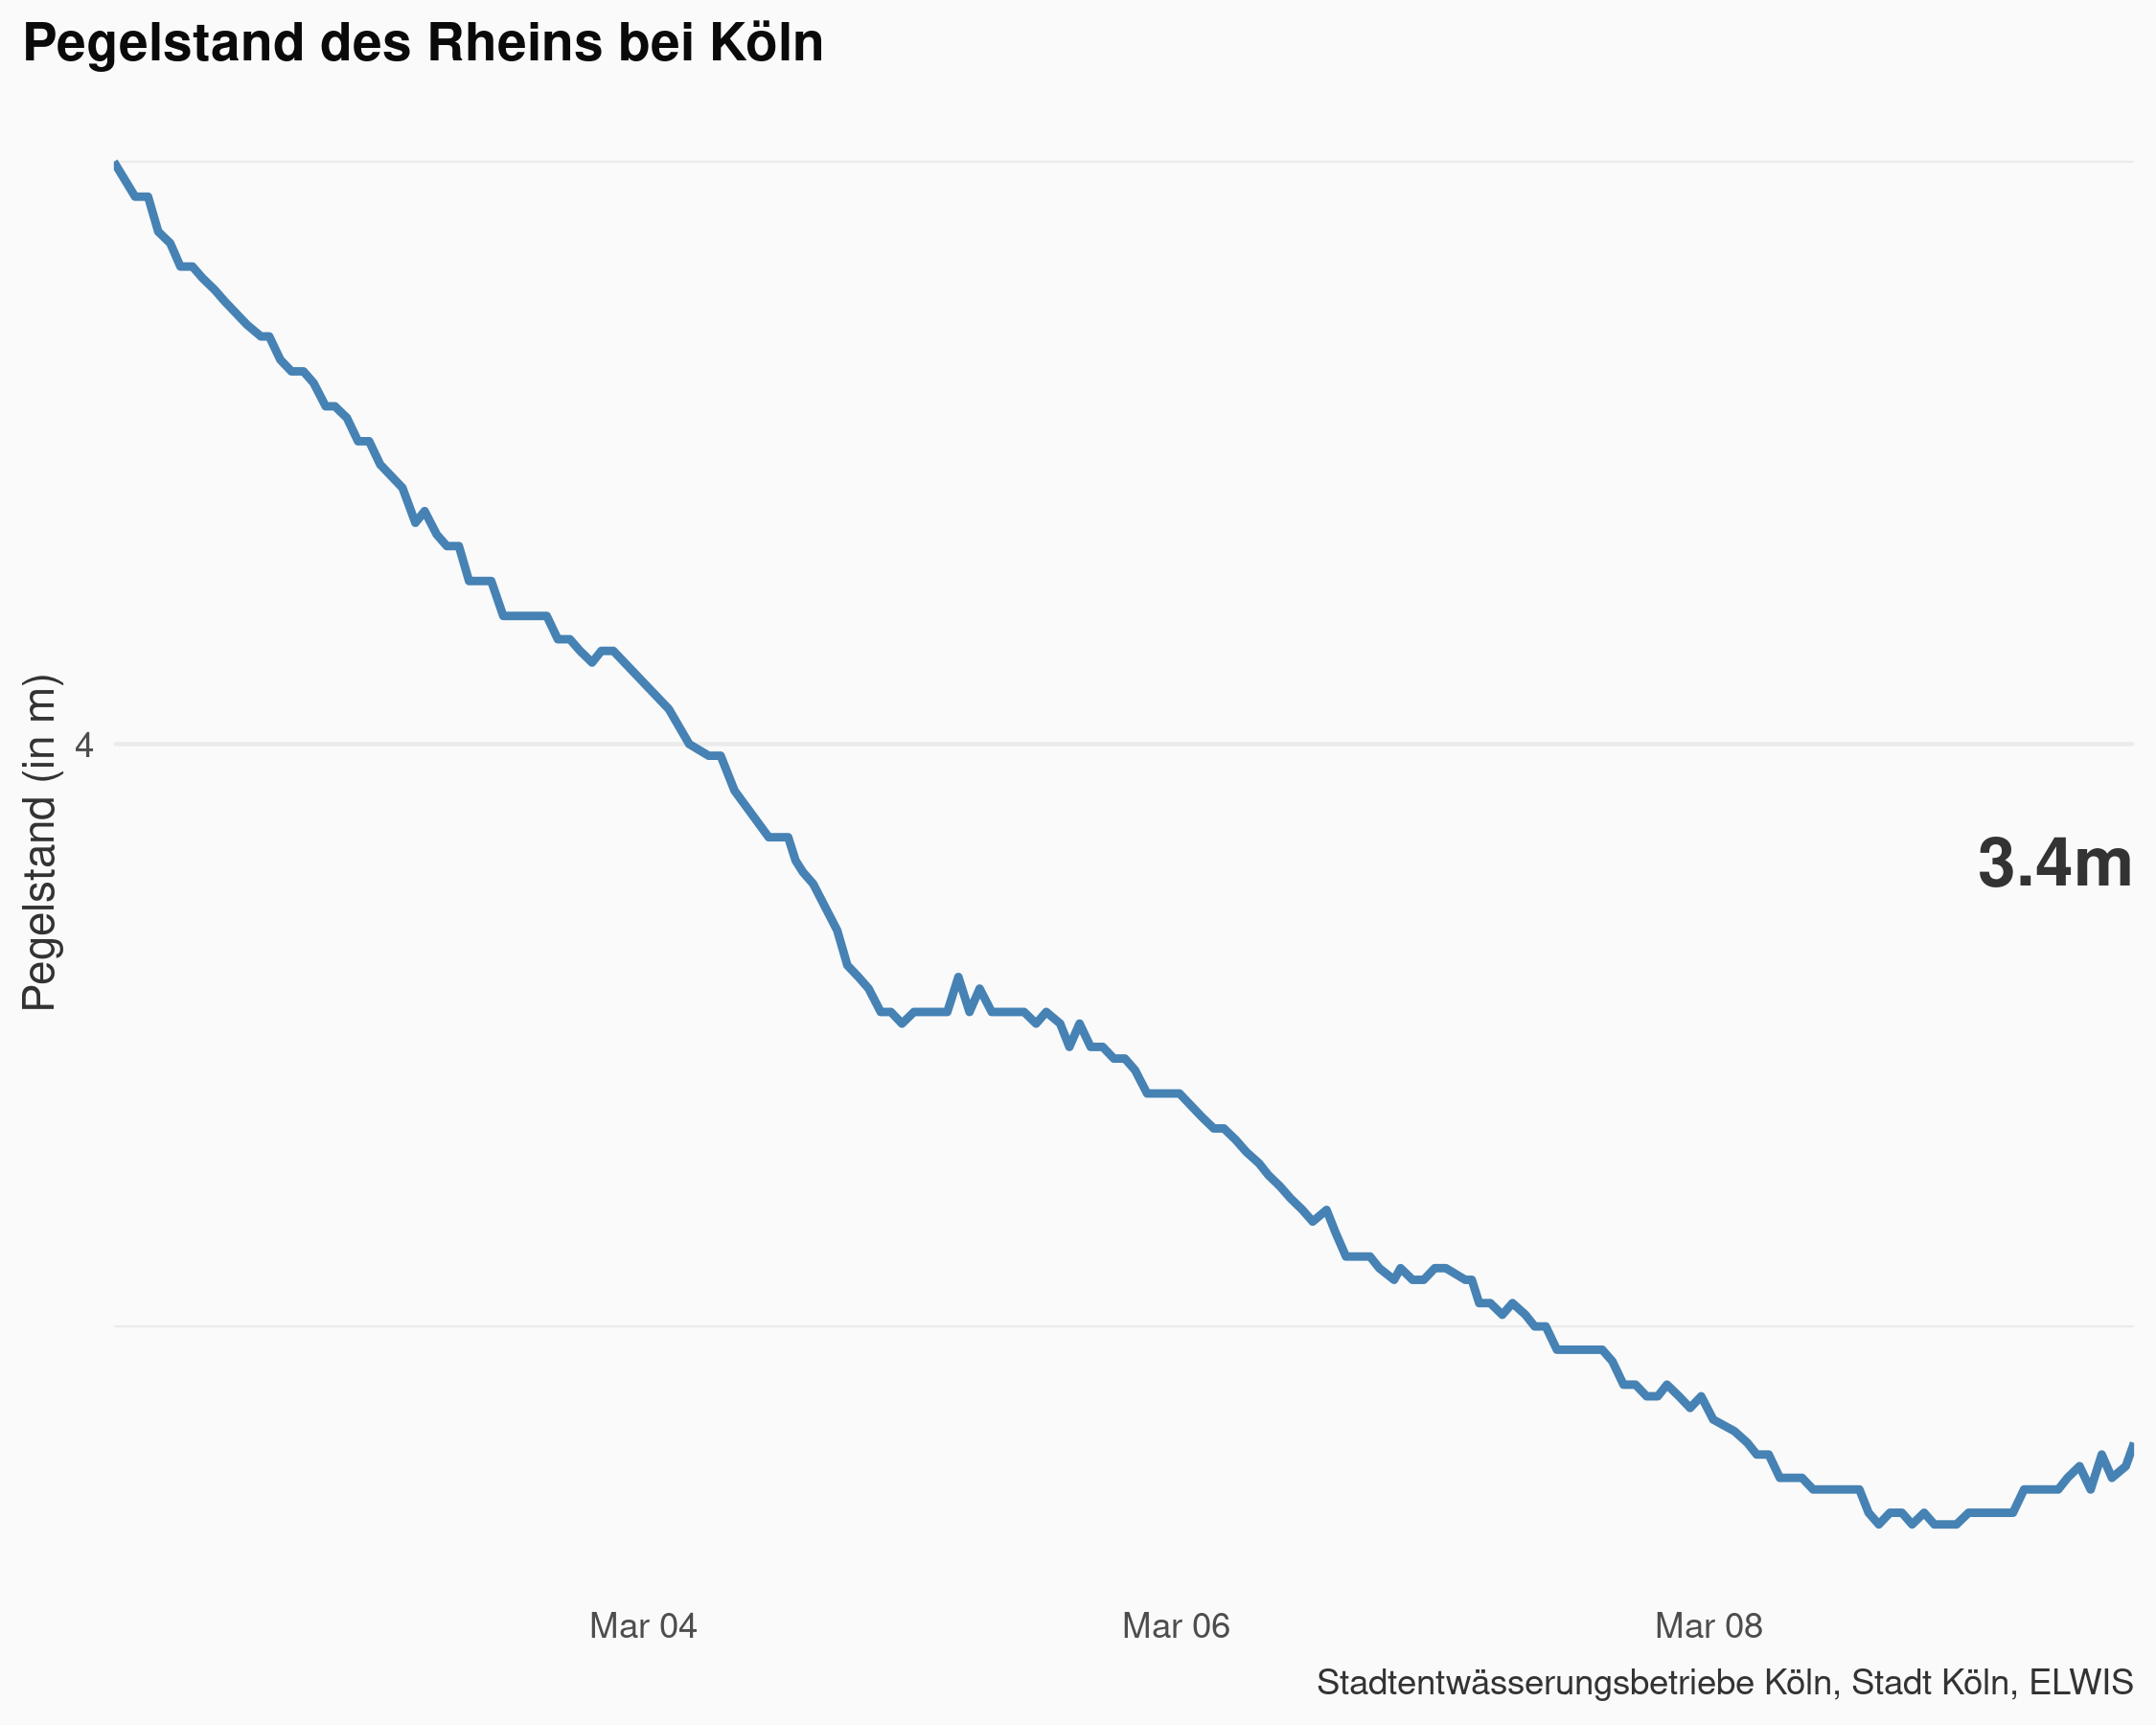 Pegelstand des Rheins bei Köln
Pegelstand (in m)
4
3.4m
Mar 04
Mar 06
Mar 08
Stadtentwässerungsbetriebe Köln, Stadt Köln, ELWIS